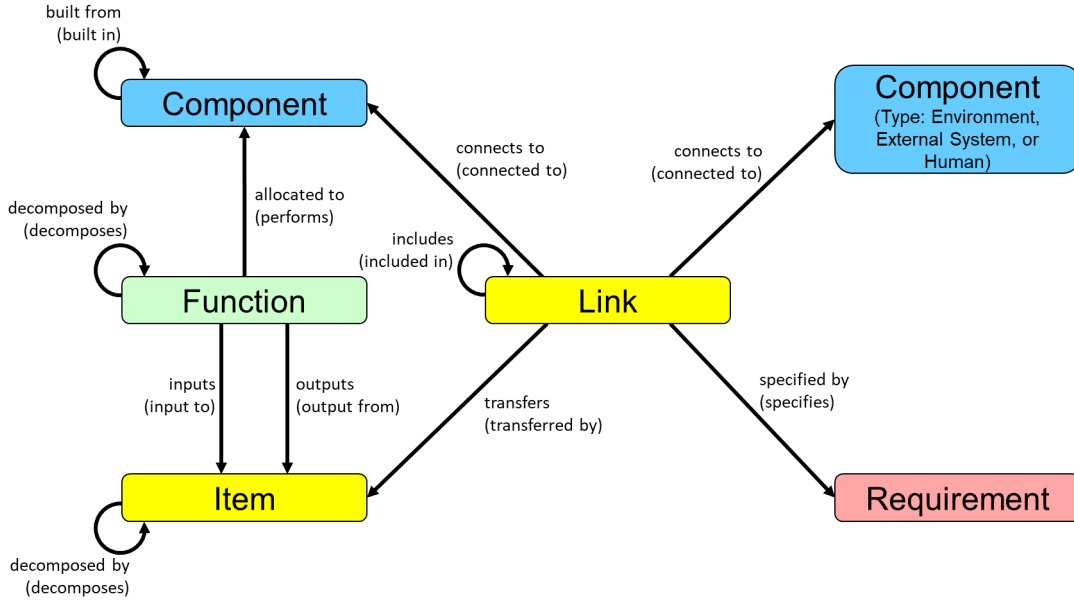 built from
(built in)
Component
Component
(Type: Environment,
External System, or
Human)
connects to
(connected to)
connects to
(connected to)
allocated to
(performs)
decomposed by
(decomposes)
includes
(included in)
Function
Link
inputs
(input to)
outputs
(output from)
transfers
(transferred by)
specified by
(specifies)
Item
Requirement
decomposed by
(decomposes)